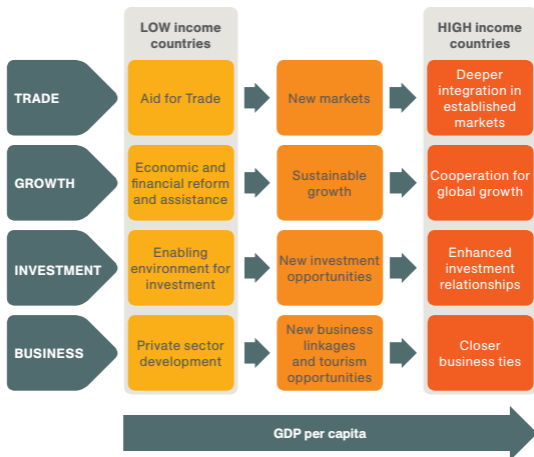 LOW income
countries
HIGH income
countries
TRADE
Aid for Trade
New markets
Deeper
integration in
established
markets
GROWTH
Economic and
financial reform
and assistance
Sustainable
growth
Cooperation for
global growth
INVESTMENT
Enabling
environment for
investment
New investment
opportunities
Enhanced
investment
relationships
BUSINESS
Private sector
development
New business
linkages
and tourism
opportunities
Closer
business ties
GDP per capita